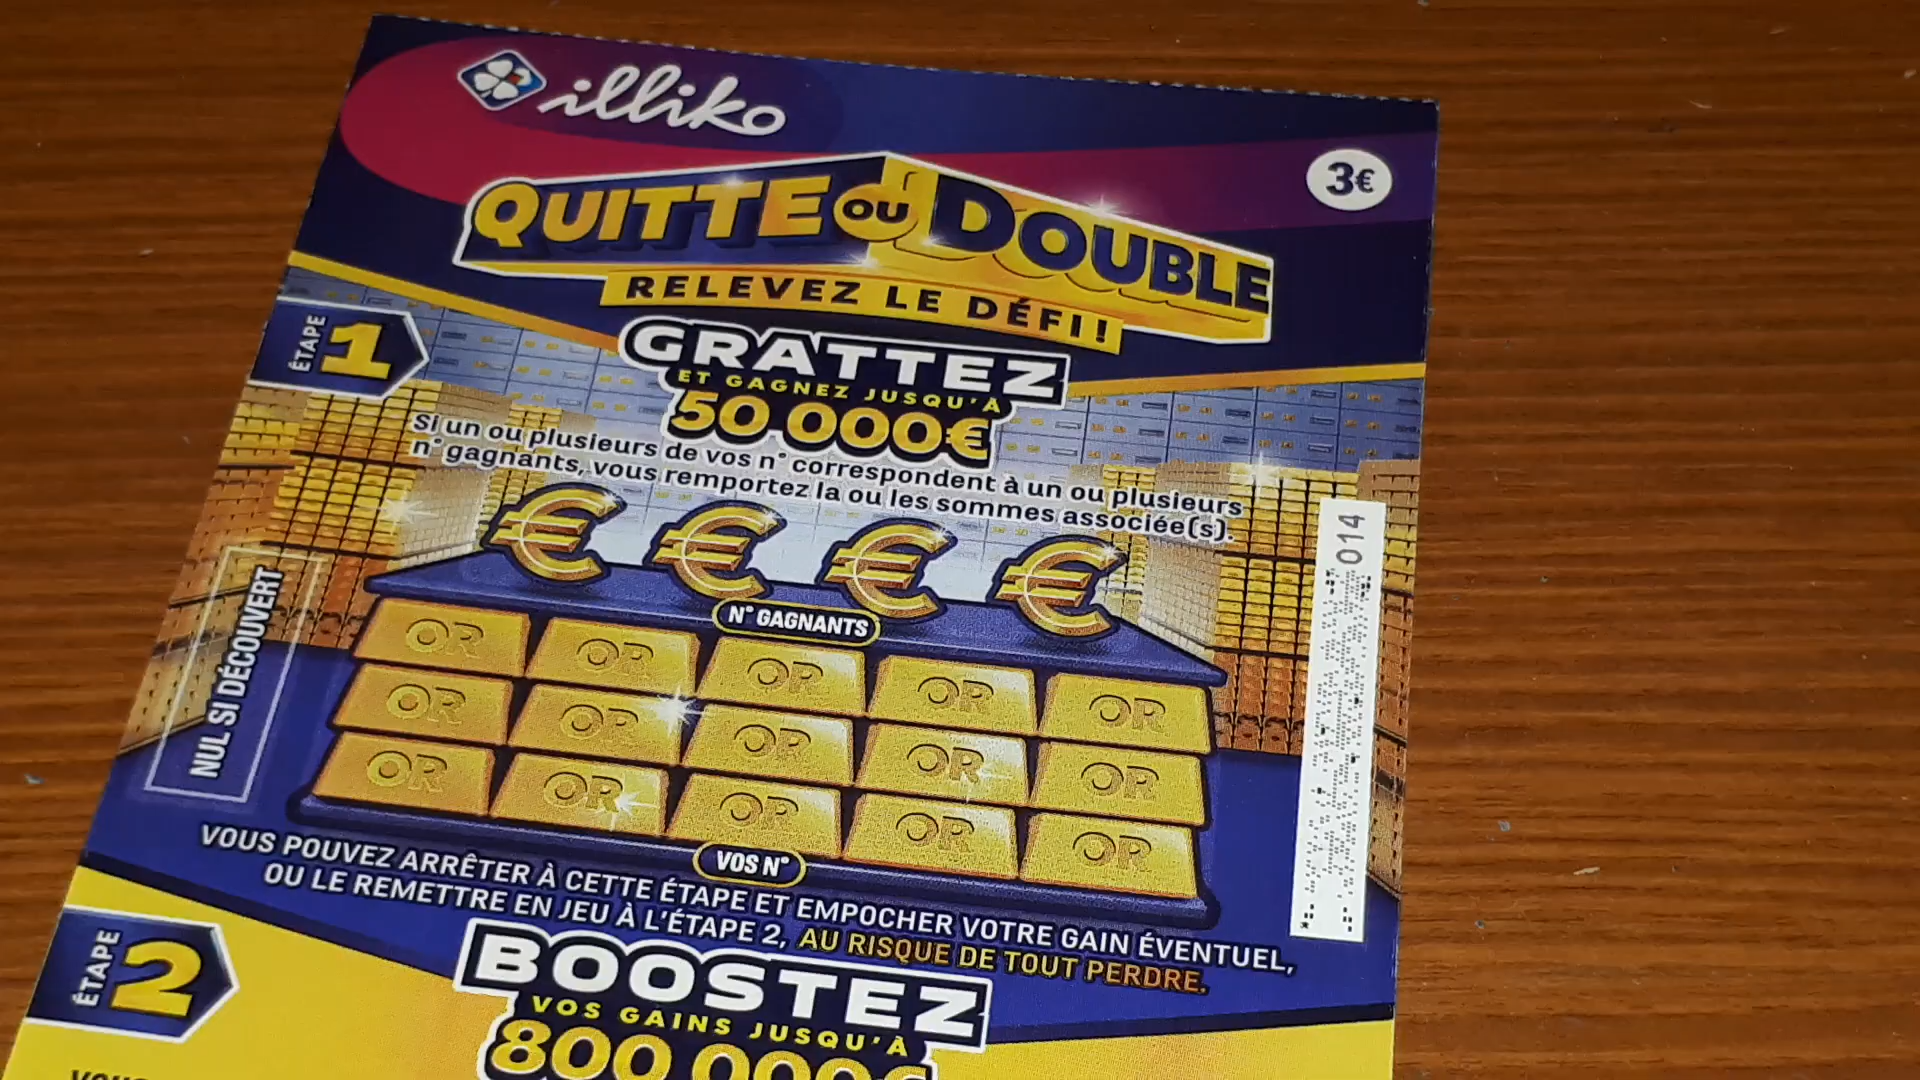 illiko
3€
QUITTE OU DOUBLE
RELEVEZ LE DÉFI!
ÉTAPE 1
GRATTEZ
ET GAGNEZ JUSQU'À
50 000€
Si un ou plusieurs de vos n° correspondent à un ou plusieurs
n° gagnants, vous remportez la ou les sommes associée(s).
€ € € €
014
N° GAGNANTS
NUL SI DÉCOUVERT
OR OR OR OR OR
OR OR OR OR OR
OR OR OR OR OR
VOS N°
VOUS POUVEZ ARRÊTER À CETTE ÉTAPE ET EMPOCHER VOTRE GAIN ÉVENTUEL,
OU LE REMETTRE EN JEU À L'ÉTAPE 2, AU RISQUE DE TOUT PERDRE.
ÉTAPE 2
BOOSTEZ
VOS GAINS JUSQU'À
800 000€